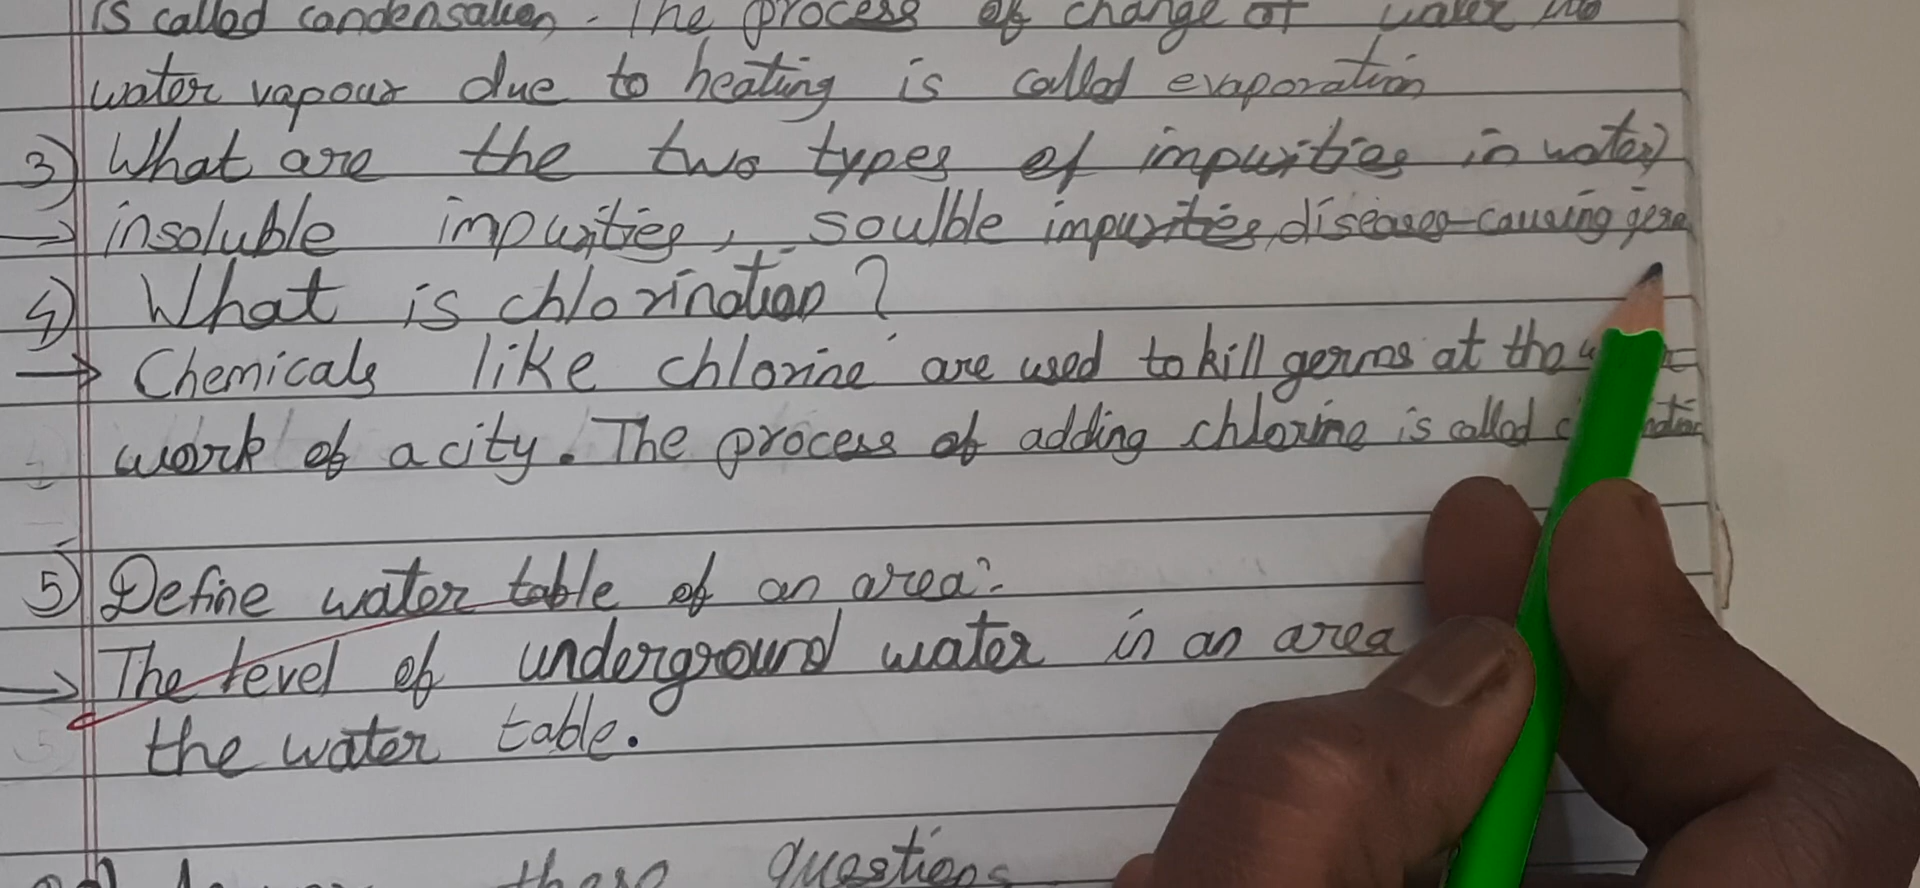 is called condensation. The process of change of water into
water vapour due to heating is called evaporation
3) What are the two types of impurities in water?
→ insoluble impurities, soulble impurities, diseases-causing
4) What is chlorination?
→ Chemicals like chlorine are used to kill germs at the
work of a city. The process of adding chlorine is called
5) Define water table of an area:-
→ The level of underground water in an area
the water table.
these questions